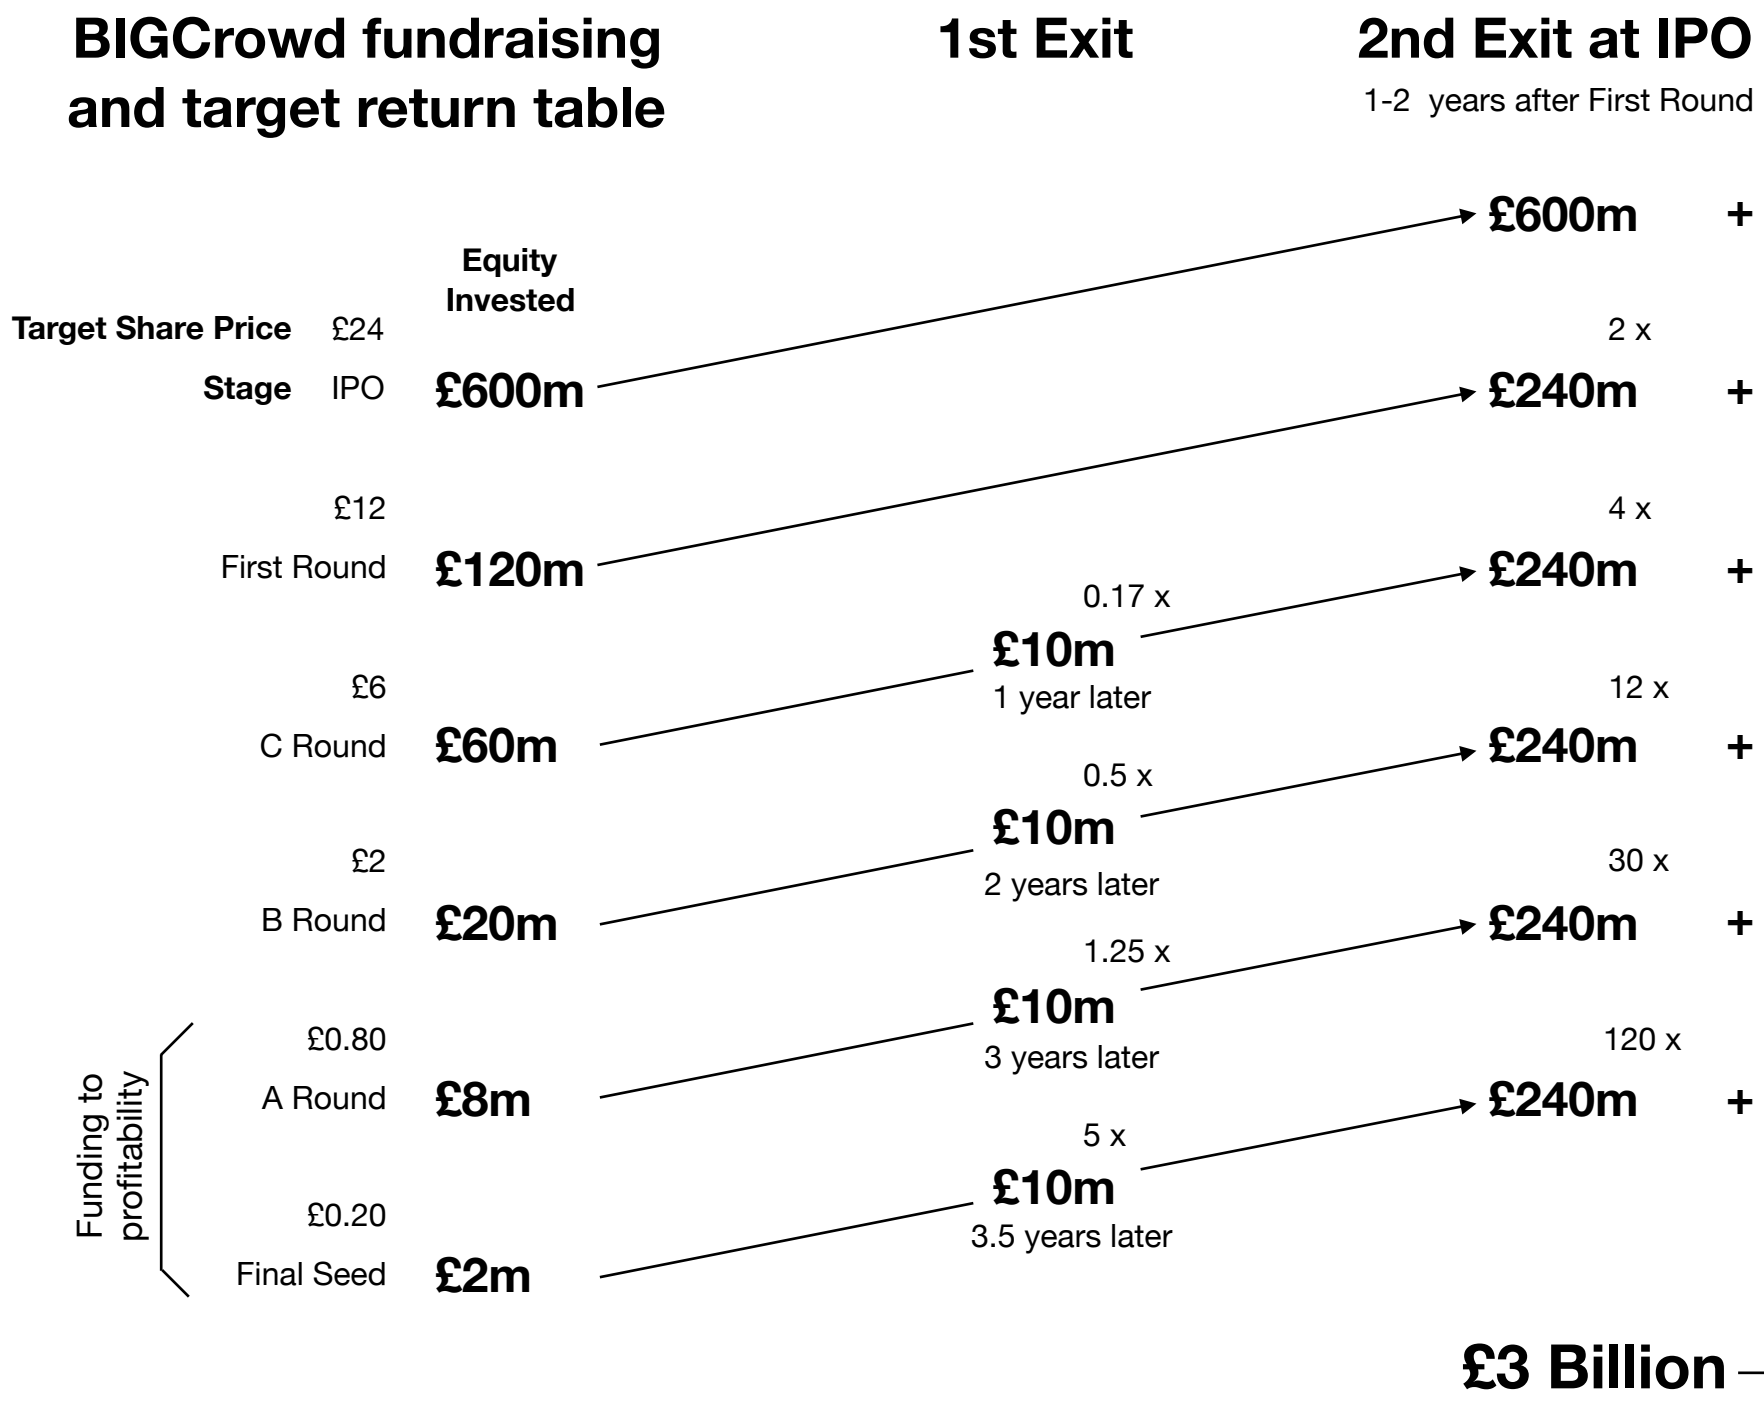 BIGCrowd fundraising
and target return table
1st Exit
2nd Exit at IPO
1-2 years after First Round
£600m +
Equity
Invested
Target Share Price £24
2 x
Stage IPO £600m
£240m +
£12
4 x
First Round £120m
£240m +
0.17 x
£10m
1 year later
£6
12 x
C Round £60m
£240m +
0.5 x
£10m
2 years later
£2
30 x
B Round £20m
£240m +
1.25 x
£10m
3 years later
£0.80
120 x
A Round £8m
£240m +
5 x
£10m
3.5 years later
Funding to
profitability
£0.20
Final Seed £2m
£3 Billion